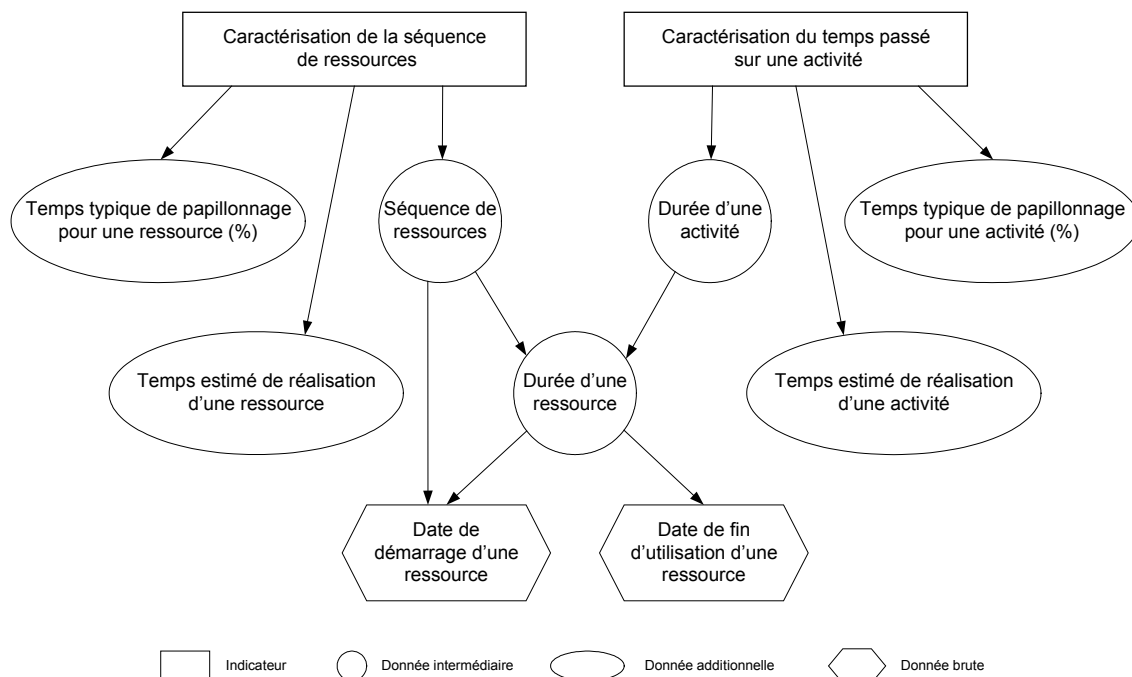 Caractérisation de la séquence
de ressources
Caractérisation du temps passé
sur une activité
Temps typique de papillonnage
pour une ressource (%)
Séquence de
ressources
Durée d'une
activité
Temps typique de papillonnage
pour une activité (%)
Temps estimé de réalisation
d'une ressource
Durée d'une
ressource
Temps estimé de réalisation
d'une activité
Date de
démarrage d'une
ressource
Date de fin
d'utilisation d'une
ressource
Indicateur
Donnée intermédiaire
Donnée additionnelle
Donnée brute